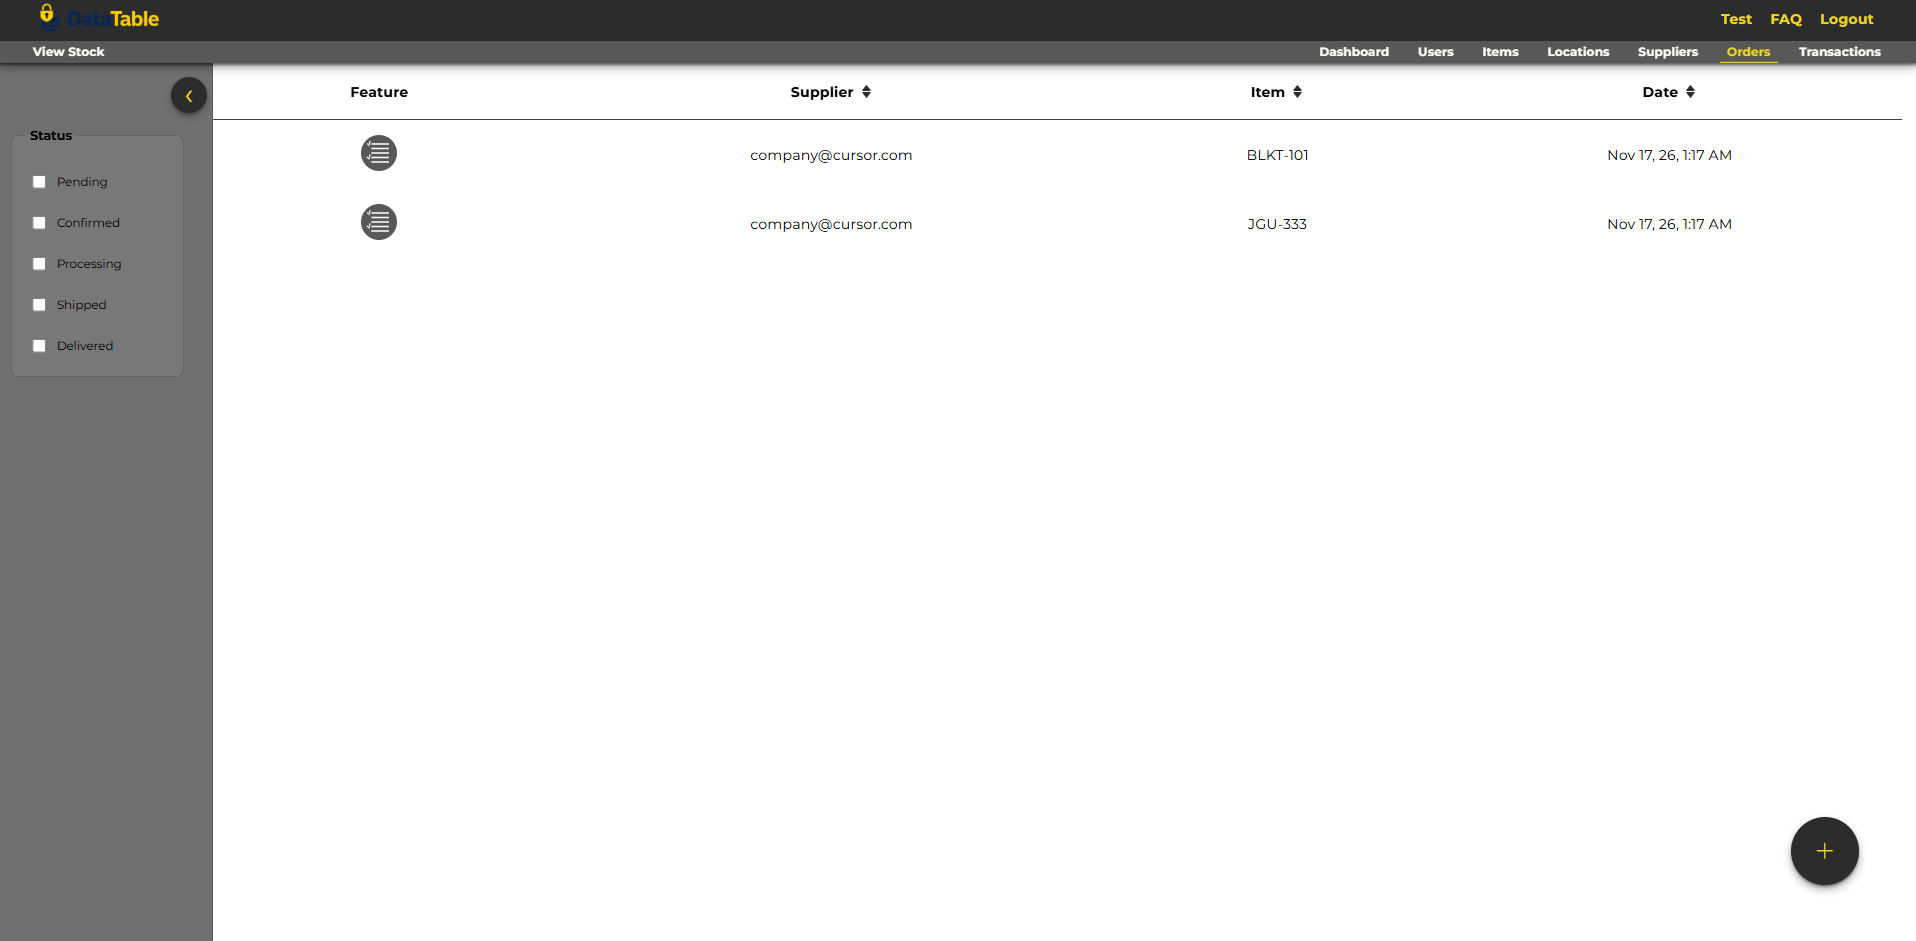 DataTable
Test FAQ Logout
View Stock
Dashboard Users Items Locations Suppliers Orders Transactions
Status
Pending
Confirmed
Processing
Shipped
Delivered
Feature Supplier Item Date
company@cursor.com BLKT-101 Nov 17, 26, 1:17 AM
company@cursor.com JGU-333 Nov 17, 26, 1:17 AM